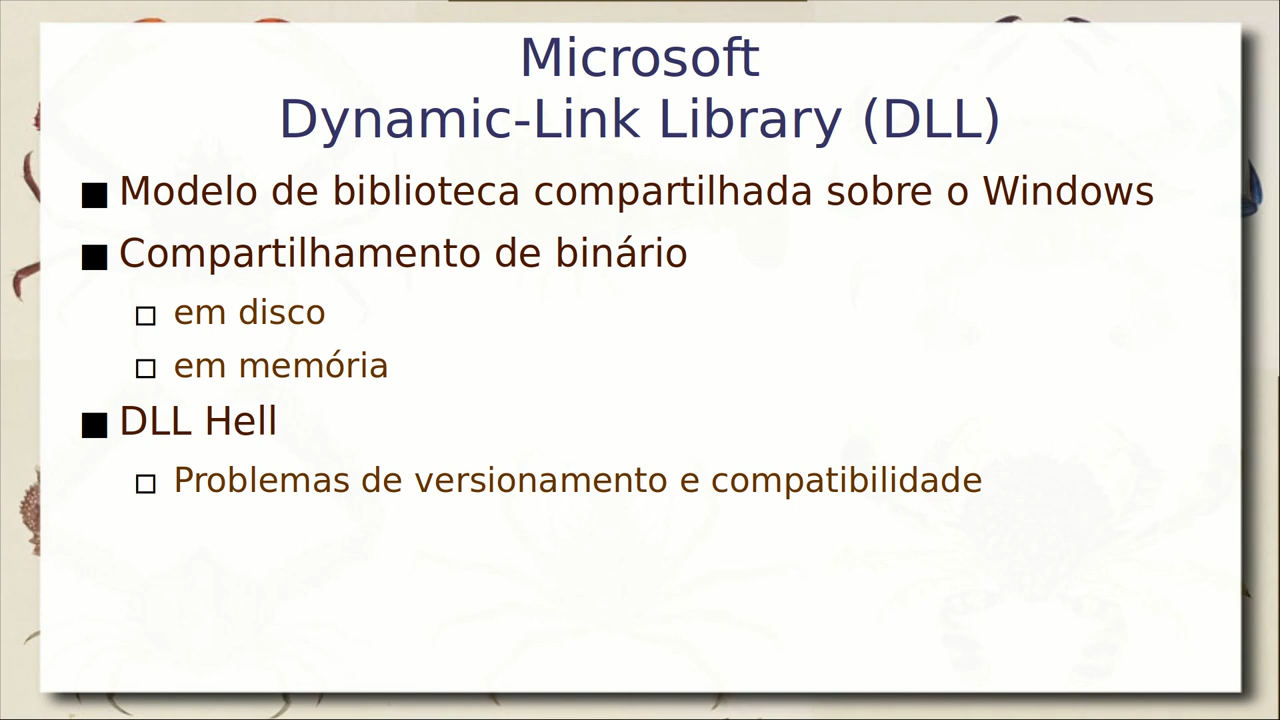 Microsoft
Dynamic-Link Library (DLL)
Modelo de biblioteca compartilhada sobre o Windows
Compartilhamento de binário
em disco
em memória
DLL Hell
Problemas de versionamento e compatibilidade